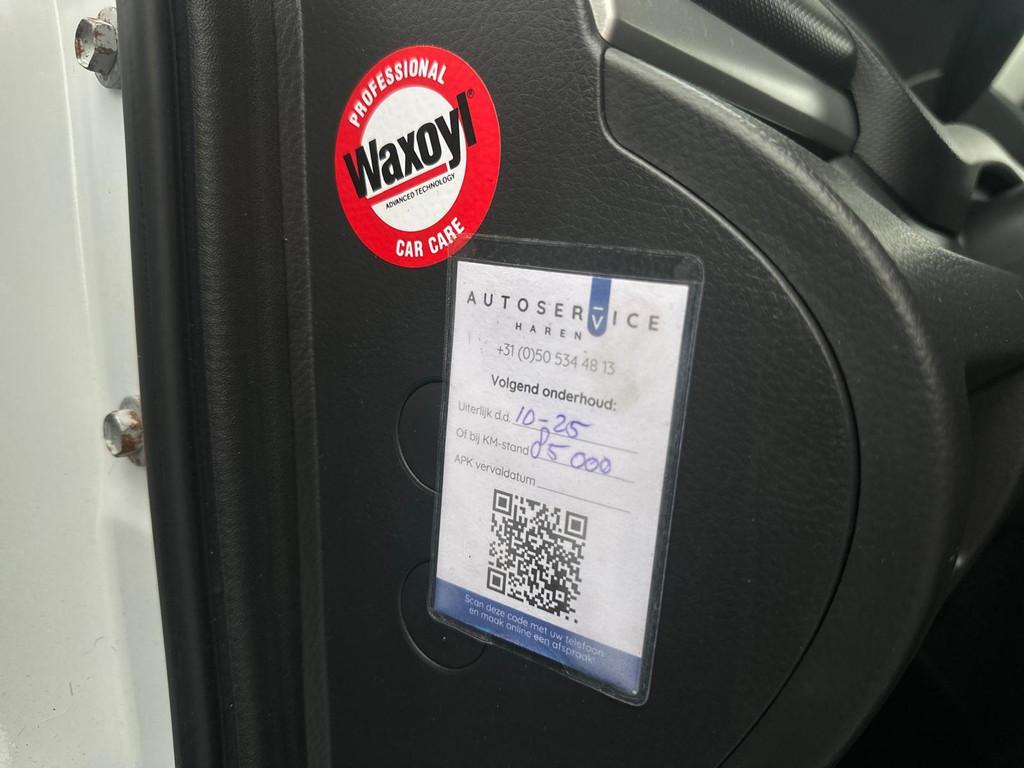 PROFESSIONAL
Waxoyl®
ADVANCED TECHNOLOGY
CAR CARE
AUTOSERVICE
HAREN
+31 (0)50 534 48 13
Volgend onderhoud:
Uiterlijk d.d. 10-25
Of bij KM-stand 85 000
APK vervaldatum
Scan deze code met uw telefoon
en maak online een afspraak!